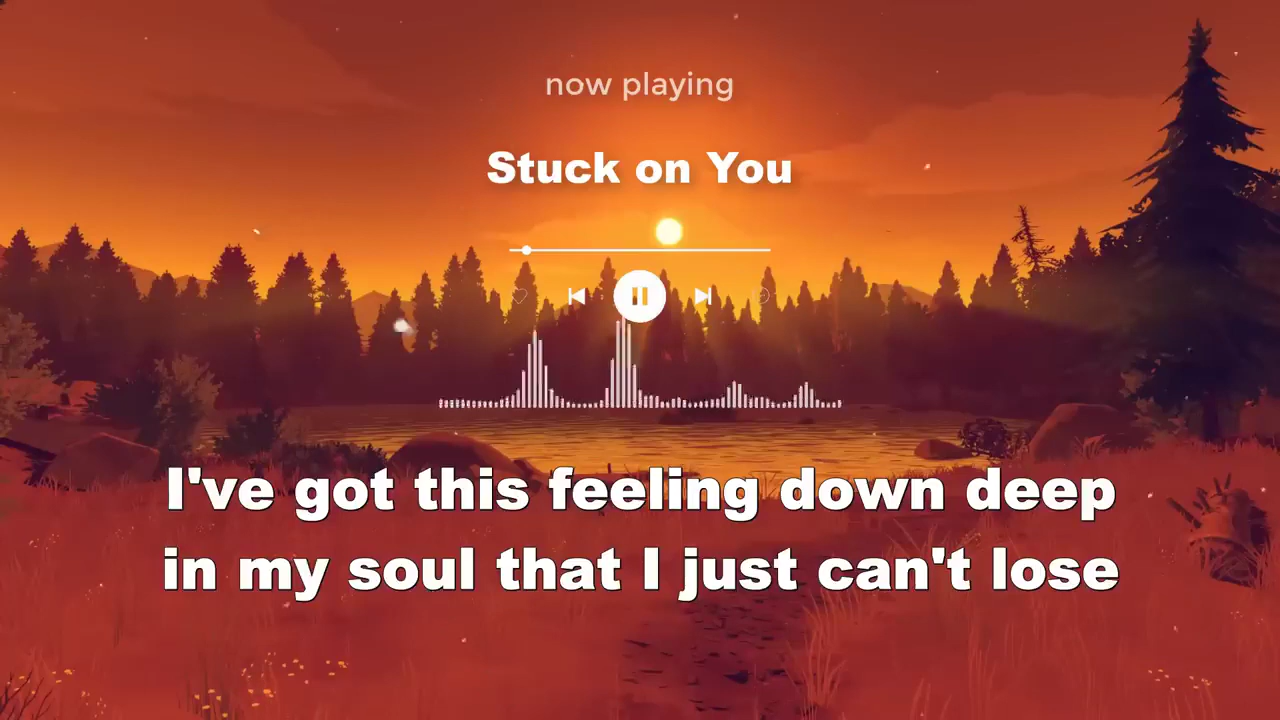 now playing
Stuck on You
I've got this feeling down deep
in my soul that I just can't lose